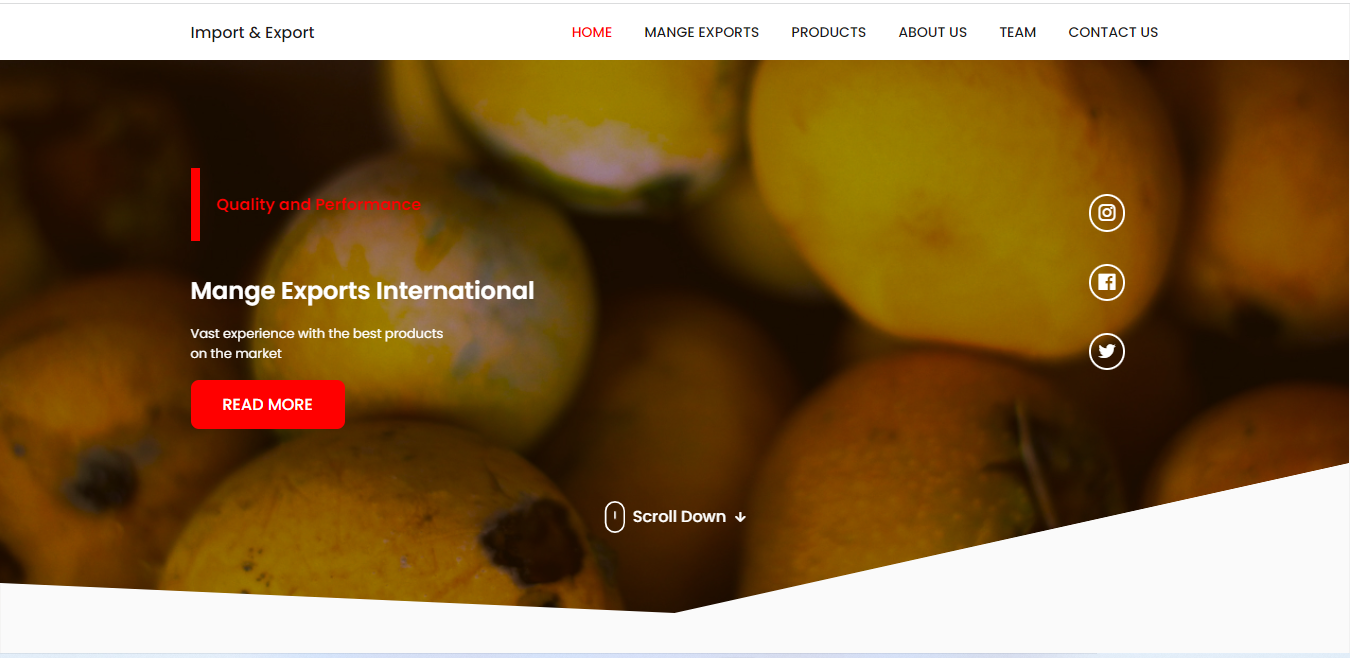 Import & Export
HOME MANGE EXPORTS PRODUCTS ABOUT US TEAM CONTACT US
Quality and Performance
Mange Exports International
Vast experience with the best products
on the market
READ MORE
Scroll Down